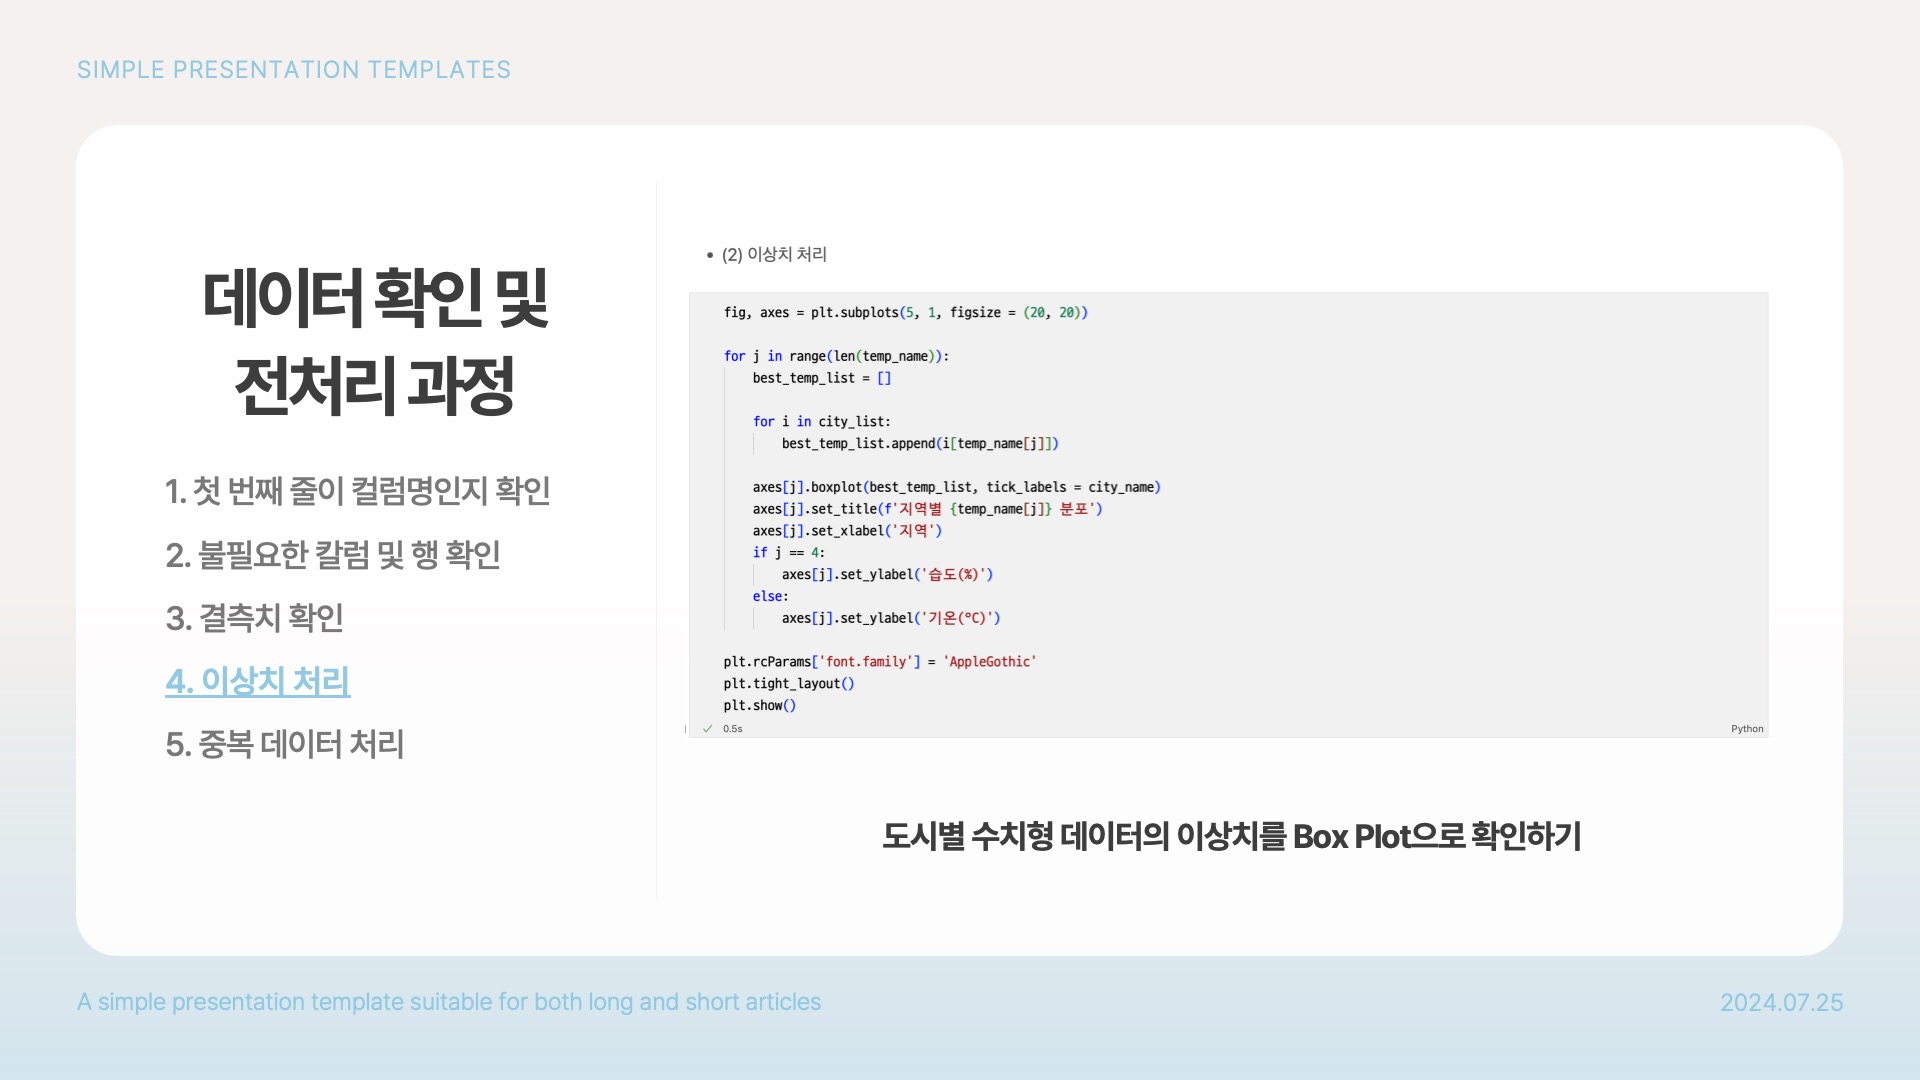 SIMPLE PRESENTATION TEMPLATES
데이터 확인 및
전처리 과정
1. 첫 번째 줄이 컬럼명인지 확인
2. 불필요한 칼럼 및 행 확인
3. 결측치 확인
4. 이상치 처리
5. 중복 데이터 처리
• (2) 이상치 처리
fig, axes = plt.subplots(5, 1, figsize = (20, 20))
for j in range(len(temp_name)):
    best_temp_list = []
    for i in city_list:
        best_temp_list.append(i[temp_name[j]])
    axes[j].boxplot(best_temp_list, tick_labels = city_name)
    axes[j].set_title(f'지역별 {temp_name[j]} 분포')
    axes[j].set_xlabel('지역')
    if j == 4:
        axes[j].set_ylabel('습도(%)')
    else:
        axes[j].set_ylabel('기온(°C)')
plt.rcParams['font.family'] = 'AppleGothic'
plt.tight_layout()
plt.show()
✓ 0.5s
Python
도시별 수치형 데이터의 이상치를 Box Plot으로 확인하기
A simple presentation template suitable for both long and short articles
2024.07.25